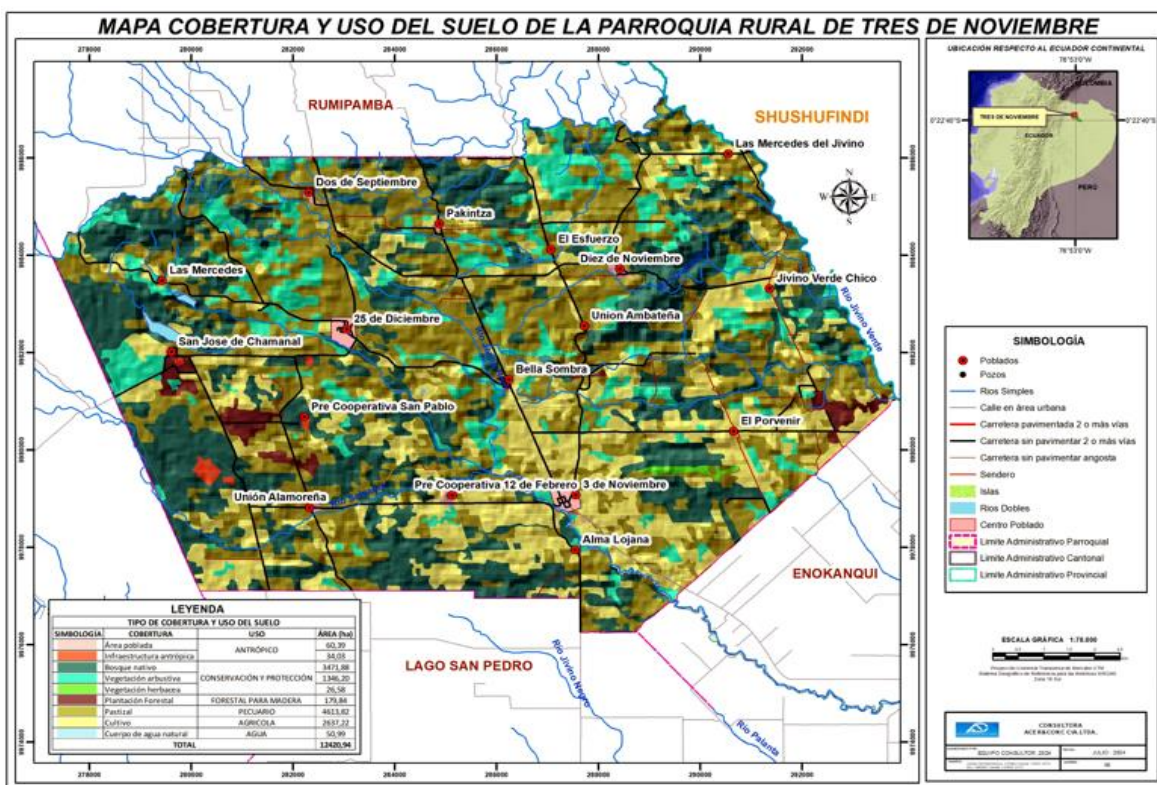 MAPA COBERTURA Y USO DEL SUELO DE LA PARROQUIA RURAL DE TRES DE NOVIEMBRE
278000 280000 282000 284000 286000 288000 290000 292000
RUMIPAMBA
SHUSHUFINDI
Las Mercedes del Jivino
Dos de Septiembre
Pakintza
El Esfuerzo
Diez de Noviembre
Las Mercedes
Jivino Verde Chico
Rio Jivino Verde
25 de Diciembre
Union Ambateña
San Jose de Chamanal
Bella Sombra
Pre Cooperativa San Pablo
El Porvenir
Pre Cooperativa 12 de Febrero
3 de Noviembre
Unión Alamoreña
Alma Lojana
ENOKANQUI
LAGO SAN PEDRO
Rio Jivino Negro
Rio Palanta
LEYENDA
TIPO DE COBERTURA Y USO DEL SUELO
SIMBOLOGÍA COBERTURA USO ÁREA (ha)
Área poblada ANTRÓPICO 60,39
Infraestructura antrópica 34,03
Bosque nativo CONSERVACIÓN Y PROTECCIÓN 3471,88
Vegetación arbustiva 1346,20
Vegetación herbacea 26,58
Plantación Forestal FORESTAL PARA MADERA 179,84
Pastizal PECUARIO 4613,82
Cultivo AGRICOLA 2637,22
Cuerpo de agua natural AGUA 50,99
TOTAL 12420,94
UBICACIÓN RESPECTO AL ECUADOR CONTINENTAL
76°53'0"W
COLOMBIA
TRES DE NOVIEMBRE
0°22'40"S
0°22'40"S
ECUADOR
PERÚ
76°53'0"W
SIMBOLOGÍA
Poblados
Pozos
Rios Simples
Calle en área urbana
Carretera pavimentada 2 o más vías
Carretera sin pavimentar 2 o más vías
Carretera sin pavimentar angosta
Sendero
Islas
Rios Dobles
Centro Poblado
Limite Administrativo Parroquial
Limite Administrativo Cantonal
Limite Administrativo Provincial
ESCALA GRÁFICA 1:70.000
CONSULTORA
ACER&CONC CIA.LTDA.
EQUIPO CONSULTOR, 2024
JULIO - 2024